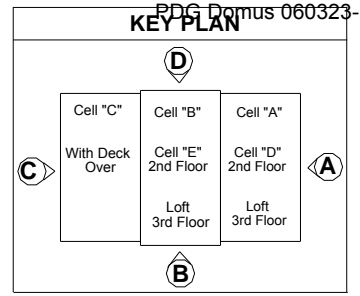 PDG Domus 060323-
KEY PLAN
D
Cell "C"
With Deck
Over
Cell "B"
Cell "E"
2nd Floor
Loft
3rd Floor
Cell "A"
Cell "D"
2nd Floor
Loft
3rd Floor
C
A
B